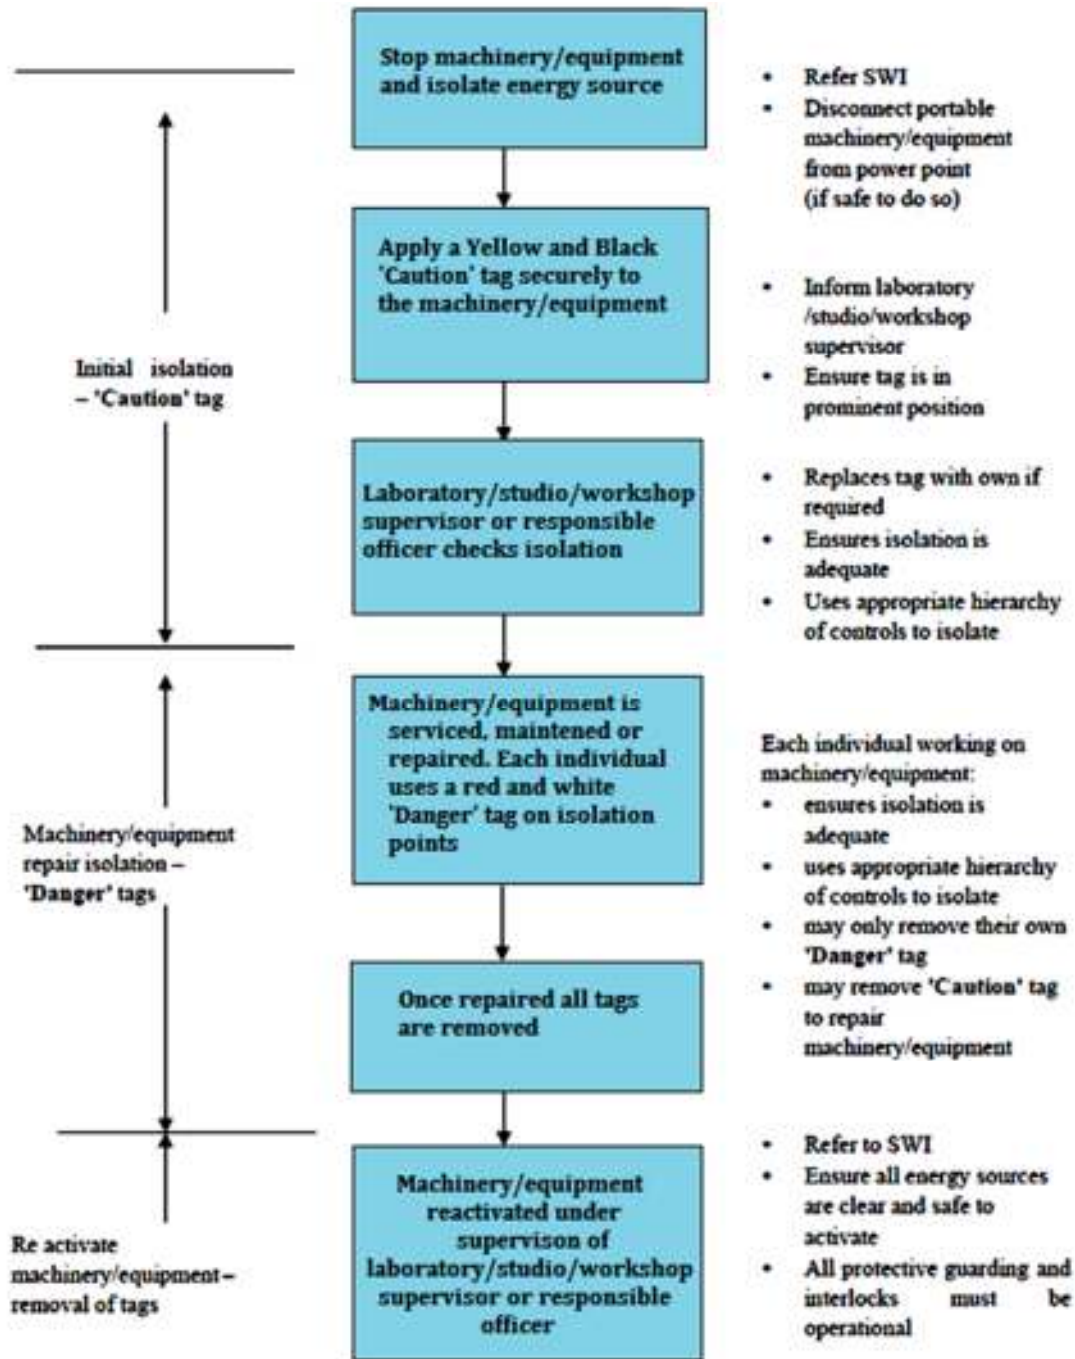 Stop machinery/equipment
and isolate energy source
• Refer SWI
• Disconnect portable
machinery/equipment
from power point
(if safe to do so)
Apply a Yellow and Black
'Caution' tag securely to
the machinery/equipment
• Inform laboratory
/studio/workshop
supervisor
• Ensure tag is in
prominent position
Initial isolation
– 'Caution' tag
Laboratory/studio/workshop
supervisor or responsible
officer checks isolation
• Replaces tag with own if
required
• Ensures isolation is
adequate
• Uses appropriate hierarchy
of controls to isolate
Machinery/equipment is
serviced, maintened or
repaired. Each individual
uses a red and white
'Danger' tag on isolation
points
Each individual working on
machinery/equipment:
• ensures isolation is
adequate
• uses appropriate hierarchy
of controls to isolate
• may only remove their own
'Danger' tag
• may remove 'Caution' tag
to repair
machinery/equipment
Machinery/equipment
repair isolation –
'Danger' tags
Once repaired all tags
are removed
Machinery/equipment
reactivated under
supervison of
laboratory/studio/workshop
supervisor or responsible
officer
• Refer to SWI
• Ensure all energy sources
are clear and safe to
activate
• All protective guarding and
interlocks must be
operational
Re activate
machinery/equipment–
removal of tags